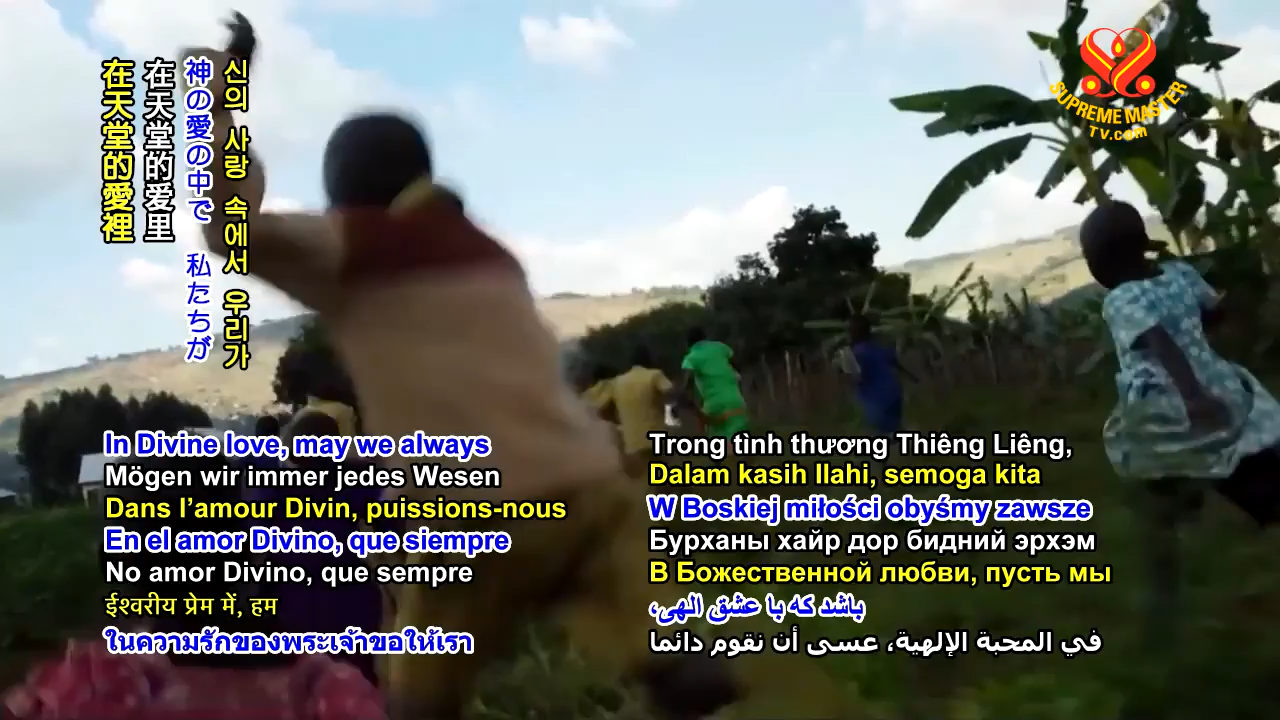 在天堂的愛裡
在天堂的爱里
神の愛の中で 私たちが
신의 사랑 속에서 우리가
SUPREME MASTER
TV.com
In Divine love, may we always
Mögen wir immer jedes Wesen
Dans l’amour Divin, puissions-nous
En el amor Divino, que siempre
No amor Divino, que sempre
ईश्वरीय प्रेम में, हम
ในความรักของพระเจ้าขอให้เรา
Trong tình thương Thiêng Liêng,
Dalam kasih Ilahi, semoga kita
W Boskiej miłości obyśmy zawsze
Бурханы хайр дор бидний эрхэм
В Божественной любви, пусть мы
باشد که با عشق الهی،
في المحبة الإلهية، عسى أن نقوم دائما